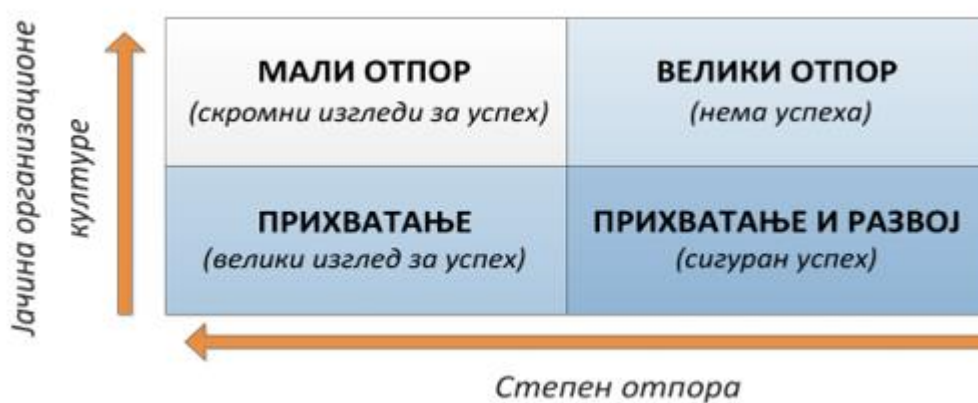 Јачина организационе
културе
МАЛИ ОТПОР
(скромни изгледи за успех)
ВЕЛИКИ ОТПОР
(нема успеха)
ПРИХВАТАЊЕ
(велики изглед за успех)
ПРИХВАТАЊЕ И РАЗВОЈ
(сигуран успех)
Степен отпора